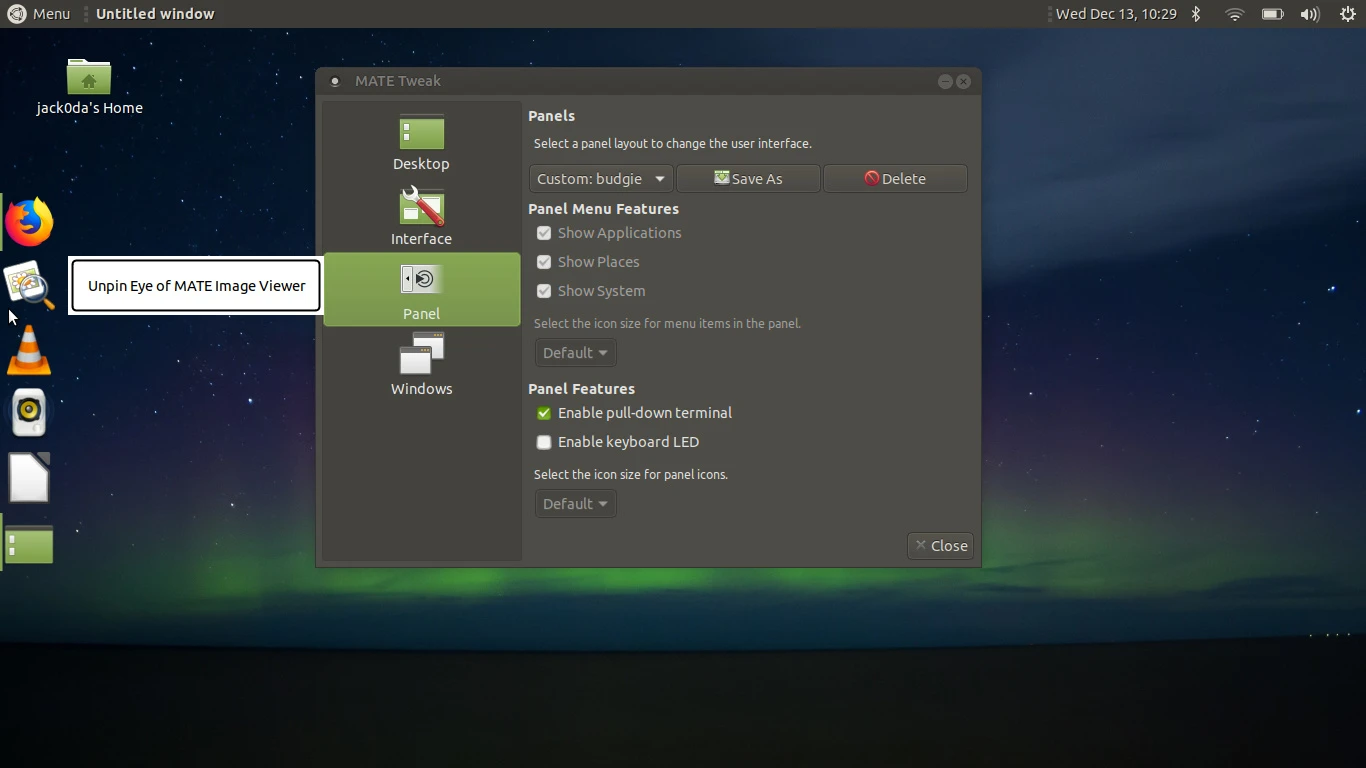 Menu
Untitled window
Wed Dec 13, 10:29
jack0da's Home
MATE Tweak
Desktop
Interface
Panel
Windows
Panels
Select a panel layout to change the user interface.
Custom: budgie
Save As
Delete
Panel Menu Features
Show Applications
Show Places
Show System
Select the icon size for menu items in the panel.
Default
Panel Features
Enable pull-down terminal
Enable keyboard LED
Select the icon size for panel icons.
Default
Close
Unpin Eye of MATE Image Viewer